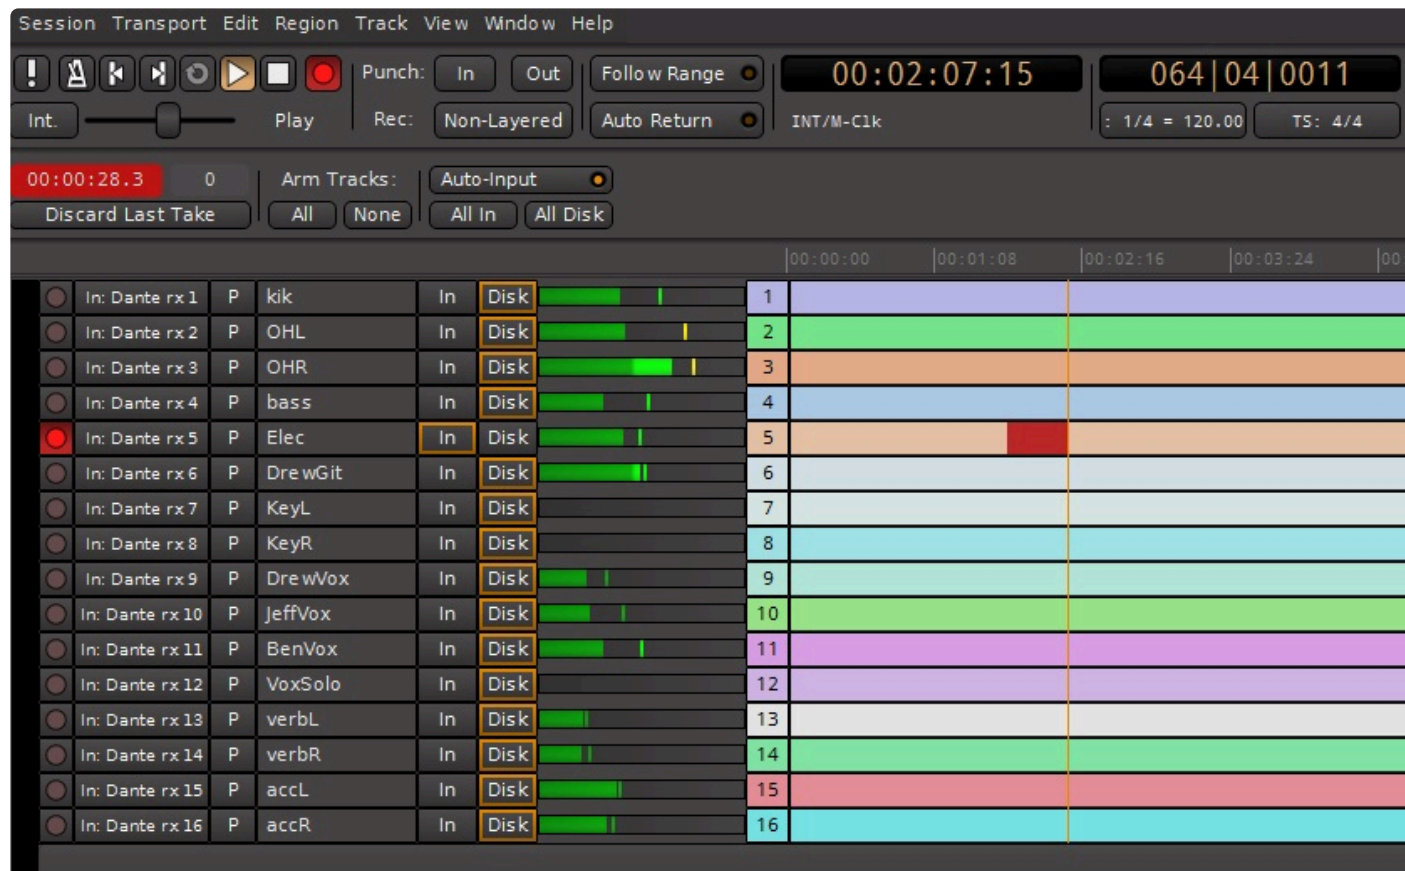 Session Transport Edit Region Track View Window Help
Punch: In Out Follow Range 00:02:07:15 064|04|0011
Int. Play Rec: Non-Layered Auto Return INT/M-Clk : 1/4 = 120.00 TS: 4/4
00:00:28.3 0 Arm Tracks: Auto-Input
Discard Last Take All None All In All Disk
00:00:00 00:01:08 00:02:16 00:03:24 00
In: Dante rx 1 P kik In Disk 1
In: Dante rx 2 P OHL In Disk 2
In: Dante rx 3 P OHR In Disk 3
In: Dante rx 4 P bass In Disk 4
In: Dante rx 5 P Elec In Disk 5
In: Dante rx 6 P DrewGit In Disk 6
In: Dante rx 7 P KeyL In Disk 7
In: Dante rx 8 P KeyR In Disk 8
In: Dante rx 9 P DrewVox In Disk 9
In: Dante rx 10 P JeffVox In Disk 10
In: Dante rx 11 P BenVox In Disk 11
In: Dante rx 12 P VoxSolo In Disk 12
In: Dante rx 13 P verbL In Disk 13
In: Dante rx 14 P verbR In Disk 14
In: Dante rx 15 P accL In Disk 15
In: Dante rx 16 P accR In Disk 16